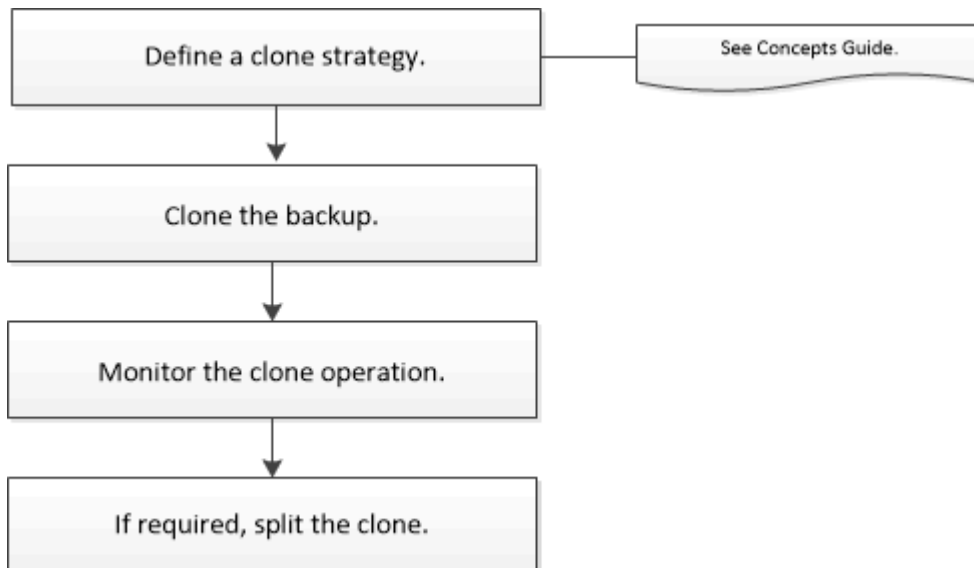 Define a clone strategy.
See Concepts Guide.
Clone the backup.
Monitor the clone operation.
If required, split the clone.